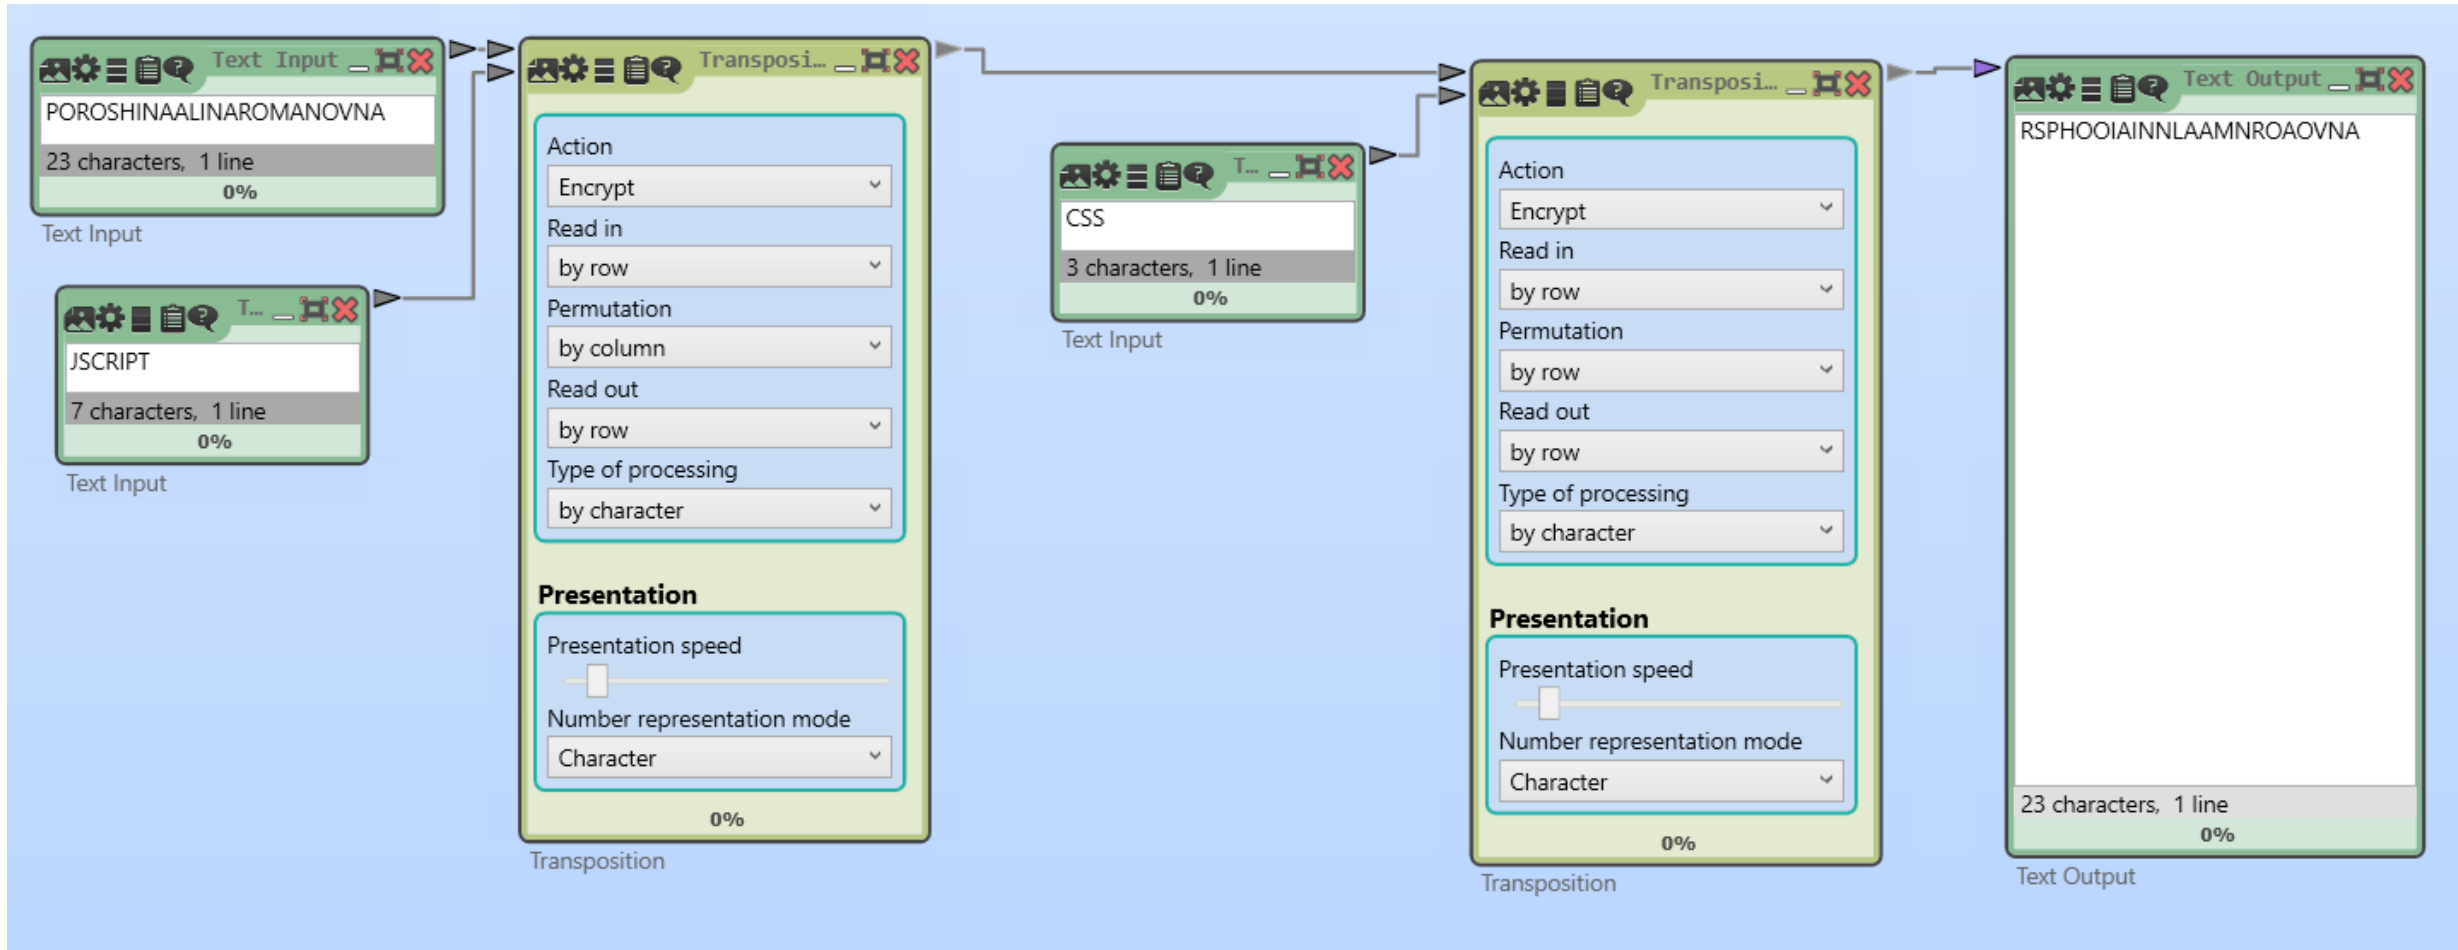 Text Input
POROSHINAALINAROMANOVNA
23 characters, 1 line
0%
Text Input
T...
JSCRIPT
7 characters, 1 line
0%
Text Input
Transposi...
Action
Encrypt
Read in
by row
Permutation
by column
Read out
by row
Type of processing
by character
Presentation
Presentation speed
Number representation mode
Character
0%
Transposition
T...
CSS
3 characters, 1 line
0%
Text Input
Transposi...
Action
Encrypt
Read in
by row
Permutation
by row
Read out
by row
Type of processing
by character
Presentation
Presentation speed
Number representation mode
Character
0%
Transposition
Text Output
RSPHOOIAINNLAAMNROAOVNA
23 characters, 1 line
0%
Text Output